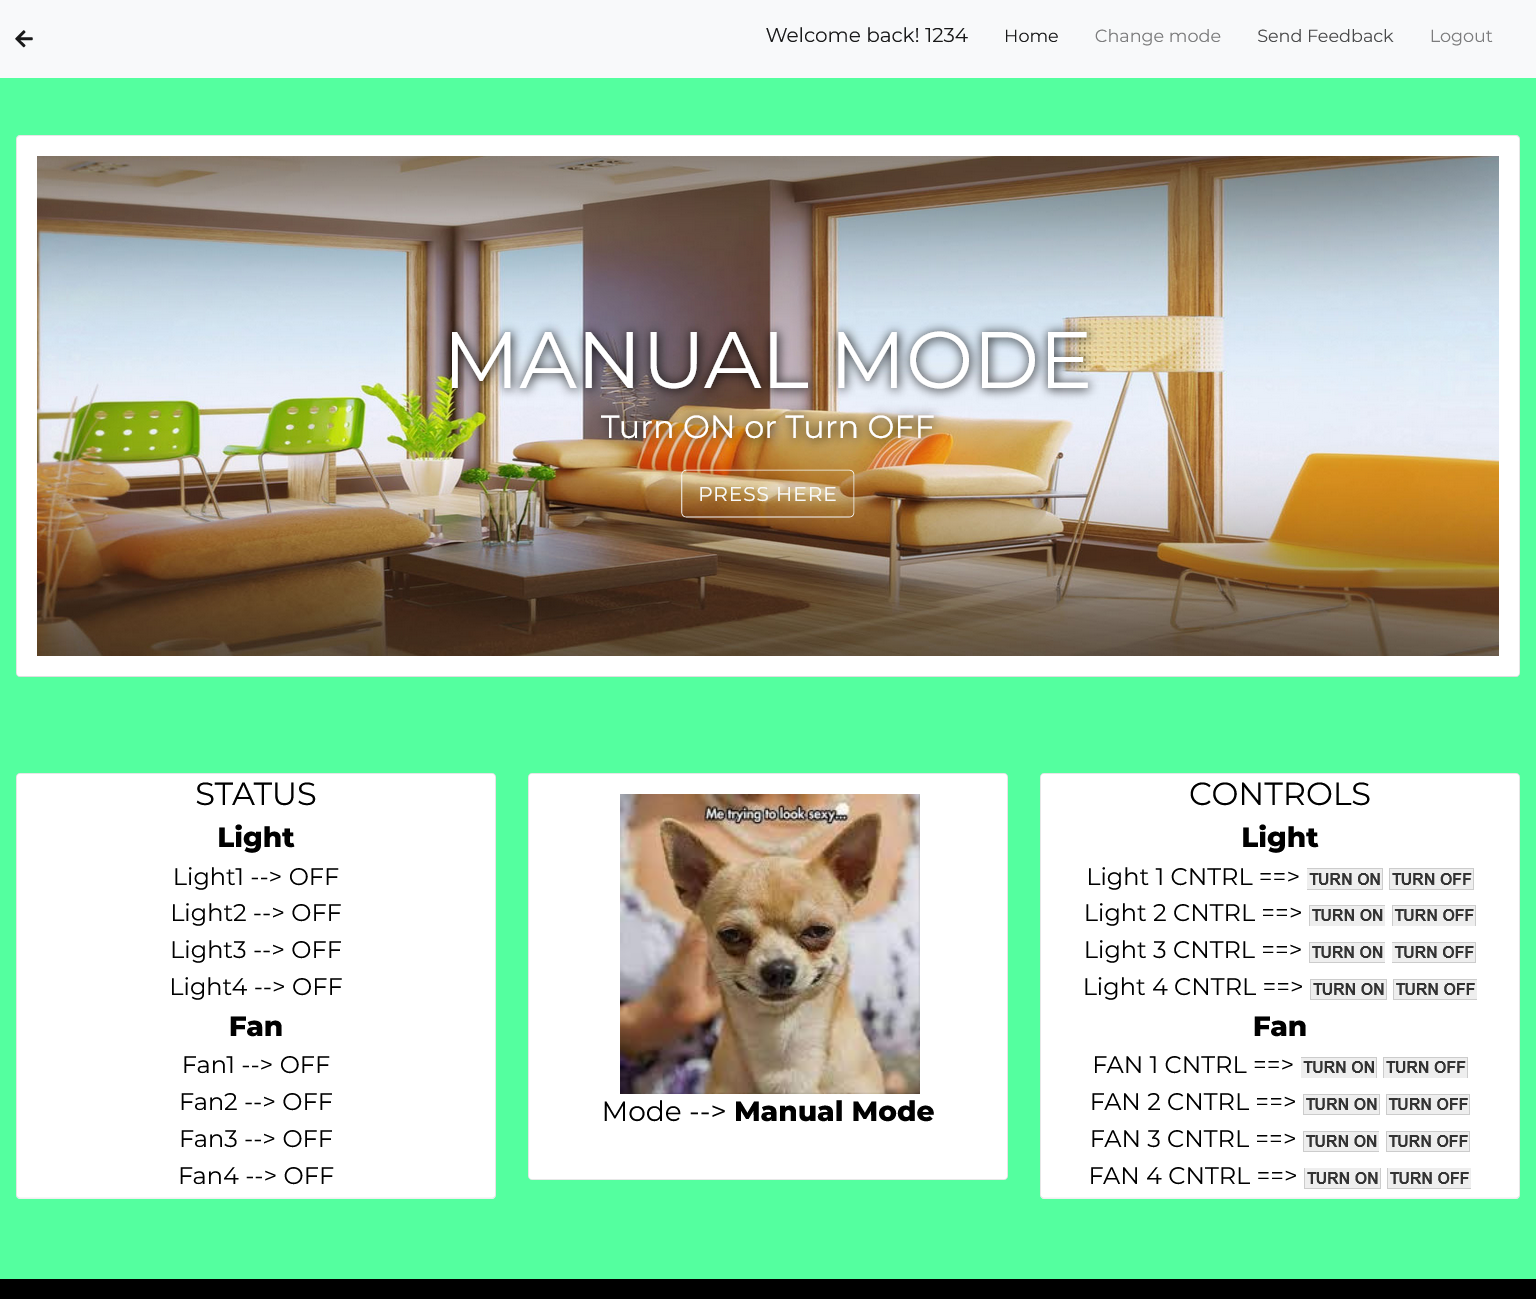 Welcome back! 1234 Home Change mode Send Feedback Logout
MANUAL MODE
Turn ON or Turn OFF
PRESS HERE
STATUS
Light
Light1 --> OFF
Light2 --> OFF
Light3 --> OFF
Light4 --> OFF
Fan
Fan1 --> OFF
Fan2 --> OFF
Fan3 --> OFF
Fan4 --> OFF
Me trying to look sexy...
Mode --> Manual Mode
CONTROLS
Light
Light 1 CNTRL ==> TURN ON TURN OFF
Light 2 CNTRL ==> TURN ON TURN OFF
Light 3 CNTRL ==> TURN ON TURN OFF
Light 4 CNTRL ==> TURN ON TURN OFF
Fan
FAN 1 CNTRL ==> TURN ON TURN OFF
FAN 2 CNTRL ==> TURN ON TURN OFF
FAN 3 CNTRL ==> TURN ON TURN OFF
FAN 4 CNTRL ==> TURN ON TURN OFF